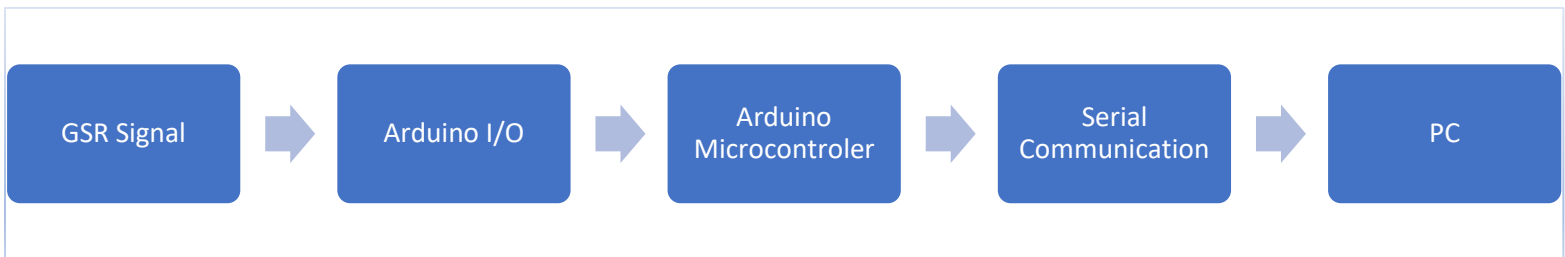 GSR Signal
Arduino I/O
Arduino
Microcontroler
Serial
Communication
PC